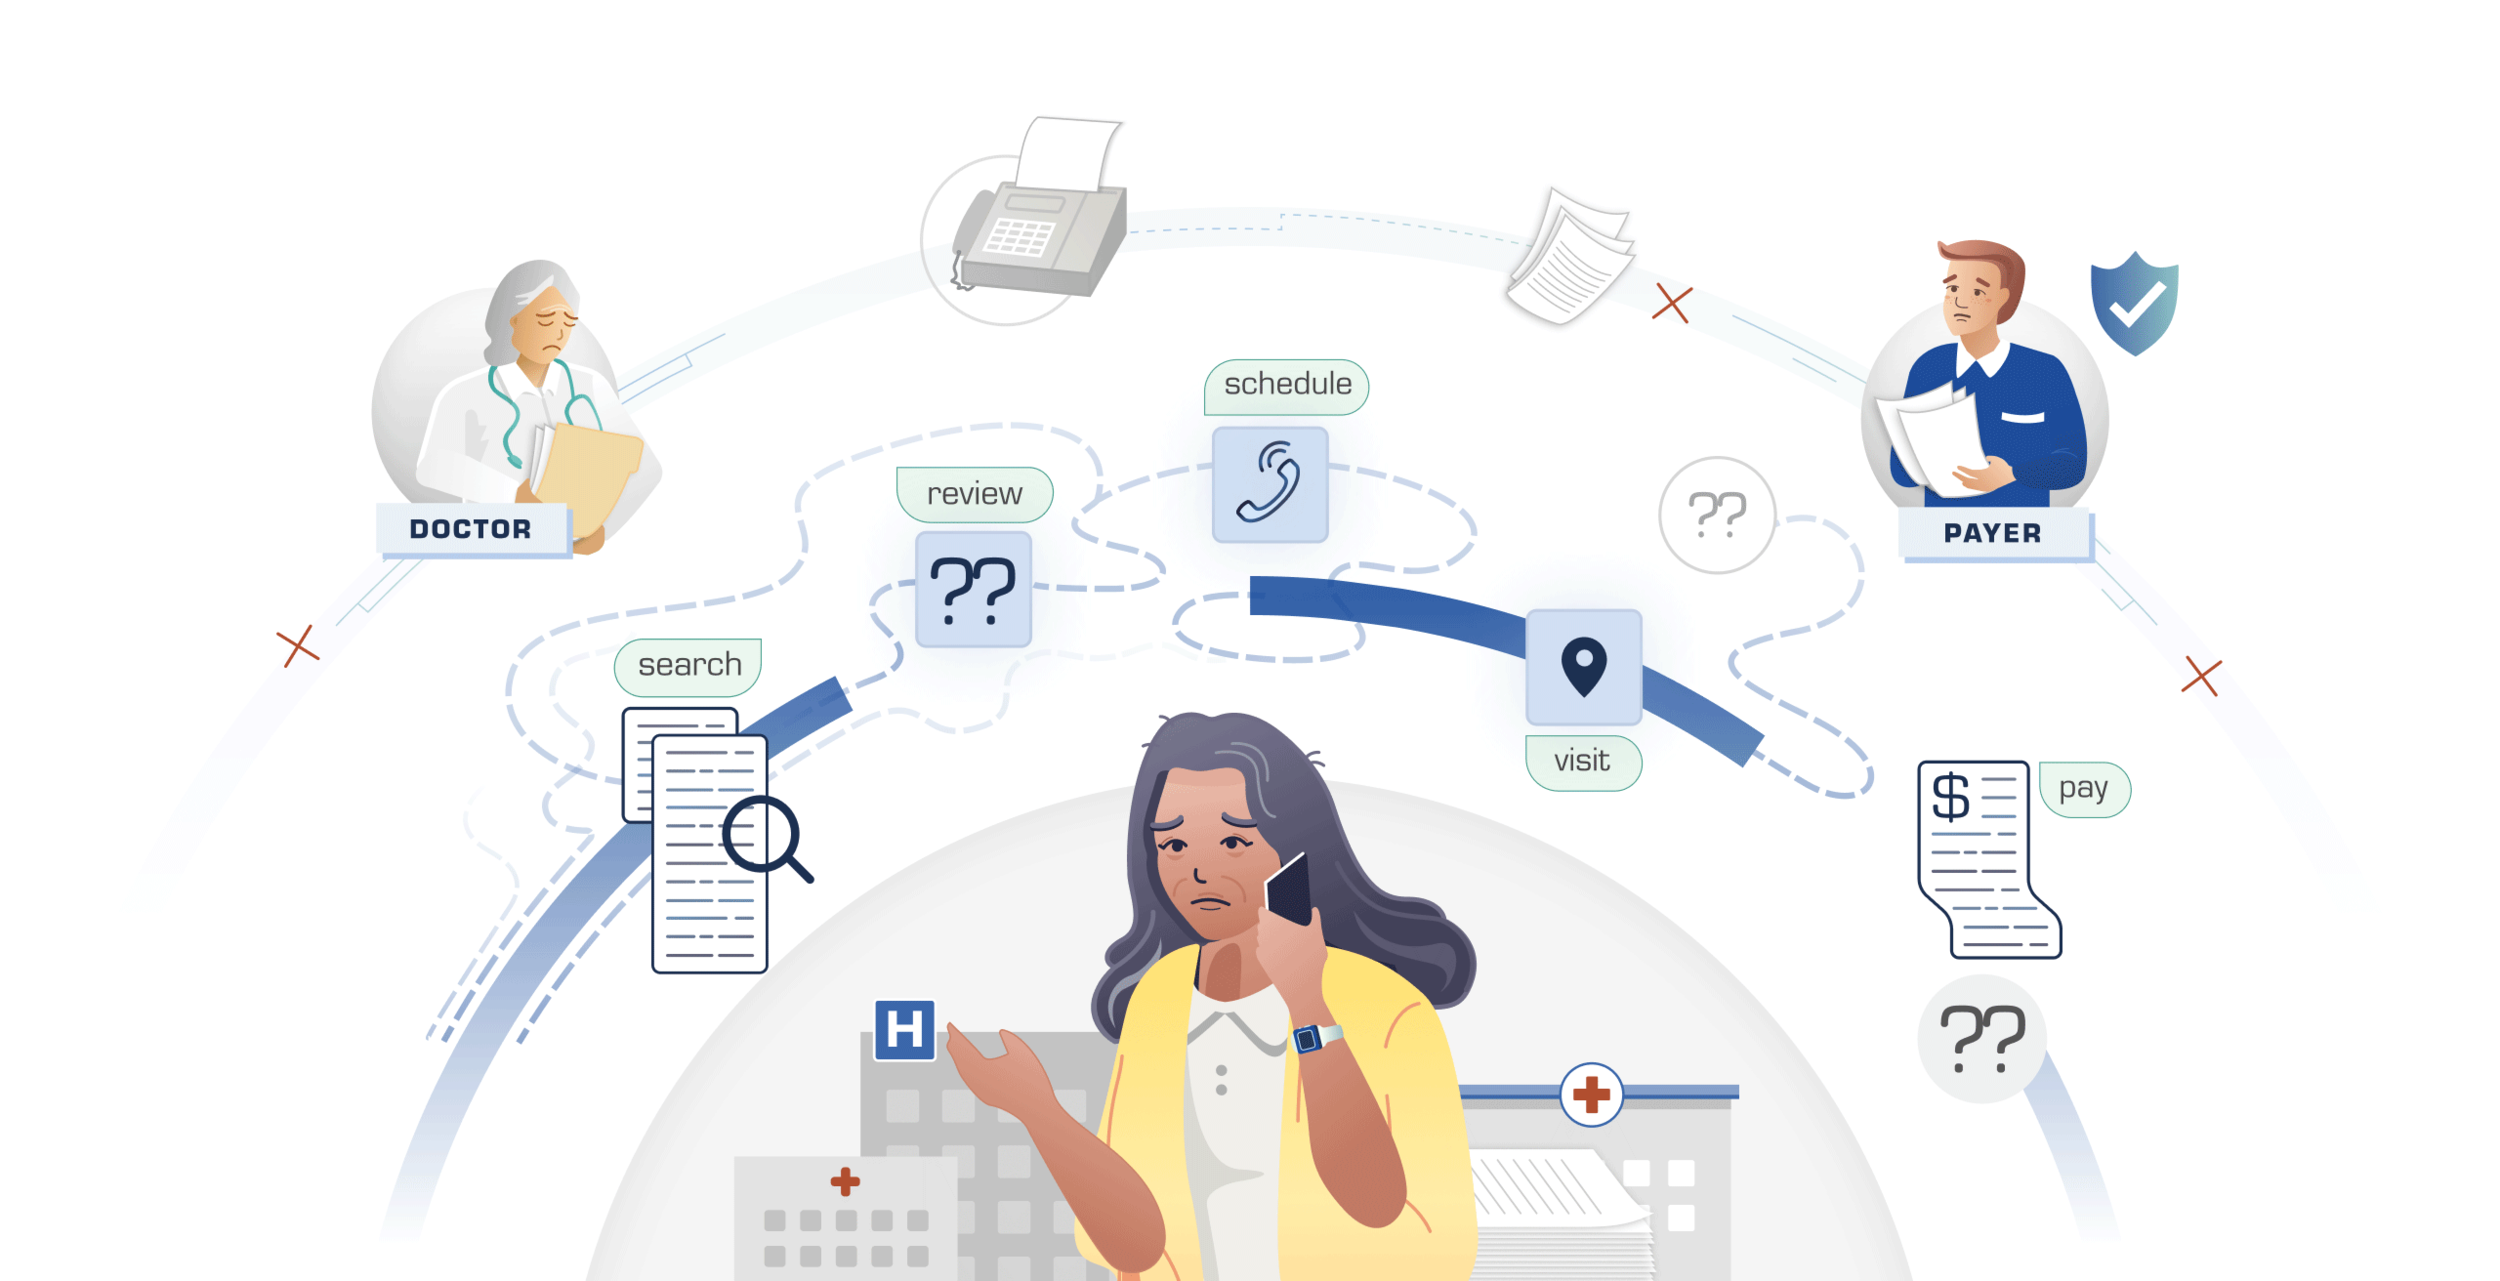 schedule
review
??
??
DOCTOR
PAYER
search
visit
$
pay
H
??